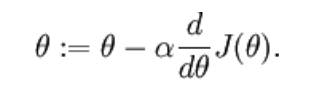 θ := θ − α d/dθ J(θ).